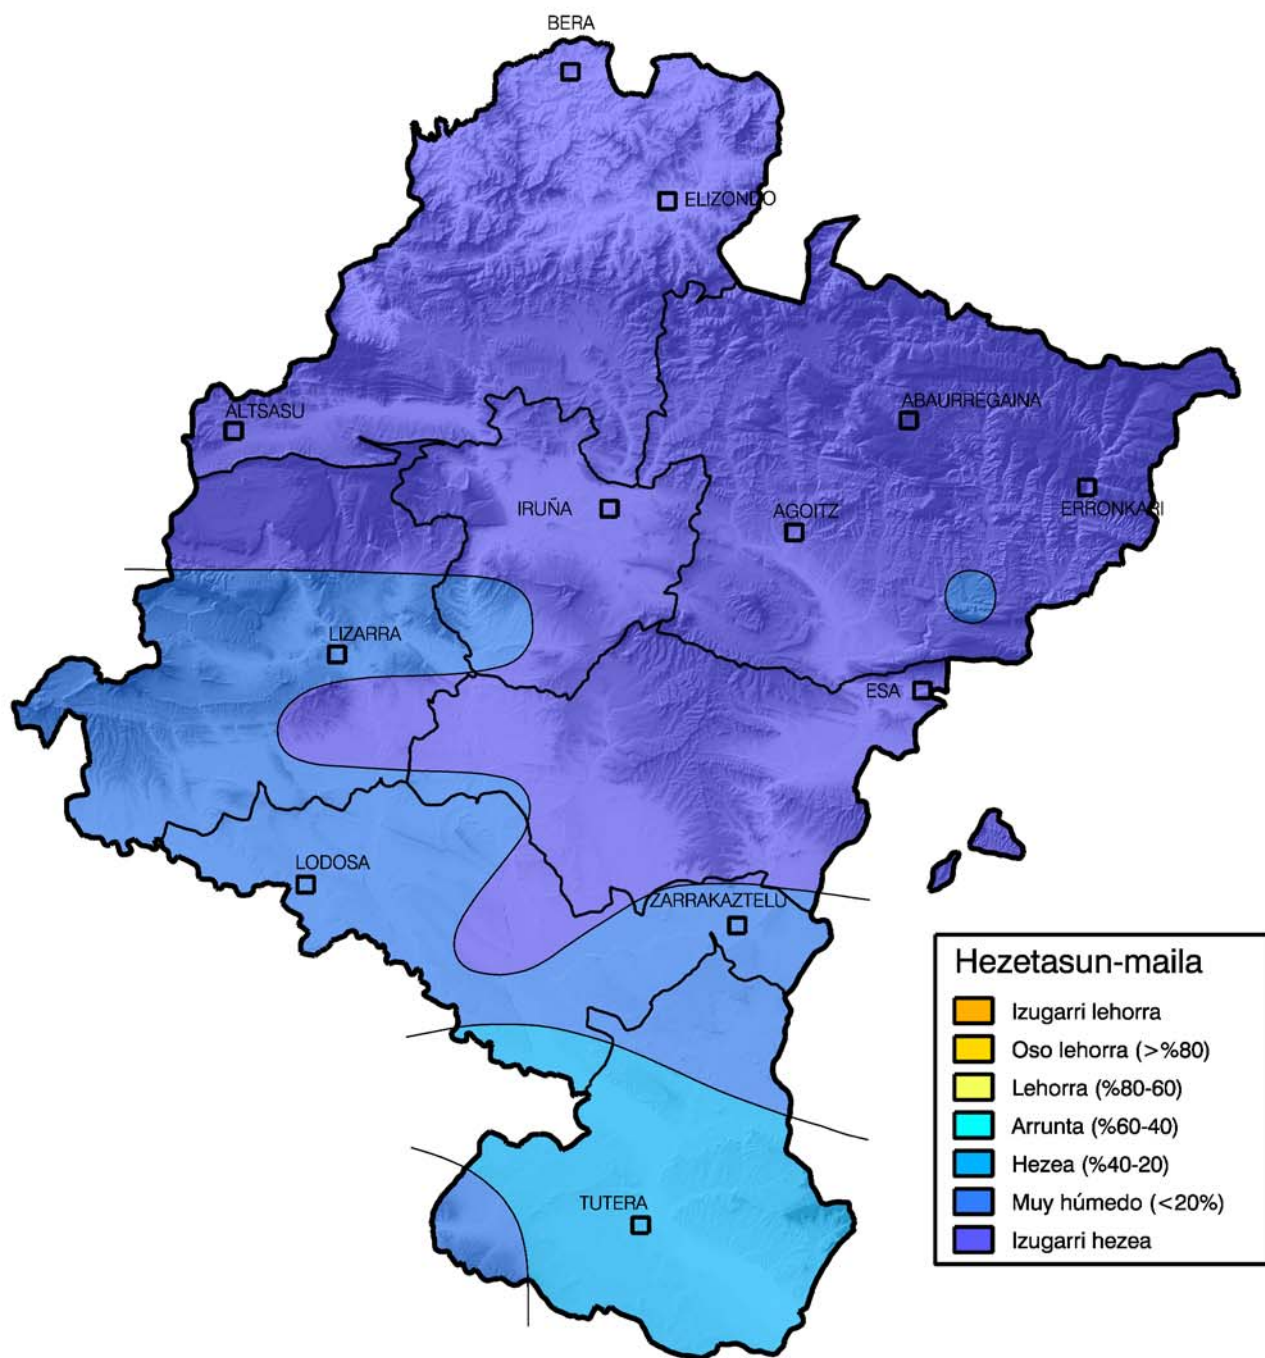 BERA
ELIZONDO
ALTSASU
ABAURREGAINA
IRUÑA
AGOITZ
ERRONKARI
LIZARRA
ESA
LODOSA
ZARRAKAZTELU
TUTERA
Hezetasun-maila
Izugarri lehorra
Oso lehorra (>%80)
Lehorra (%80-60)
Arrunta (%60-40)
Hezea (%40-20)
Muy húmedo (<20%)
Izugarri hezea